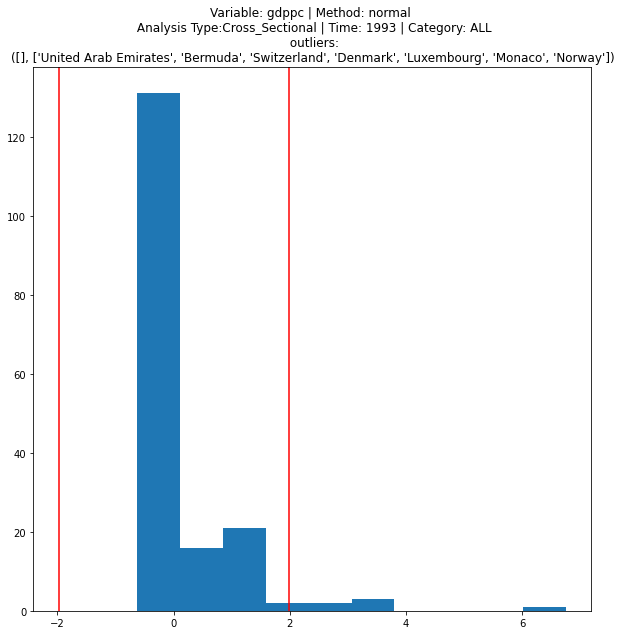 Variable: gdppc | Method: normal
Analysis Type:Cross_Sectional | Time: 1993 | Category: ALL
outliers:
([], ['United Arab Emirates', 'Bermuda', 'Switzerland', 'Denmark', 'Luxembourg', 'Monaco', 'Norway'])
120
100
80
60
40
20
0
−2 0 2 4 6